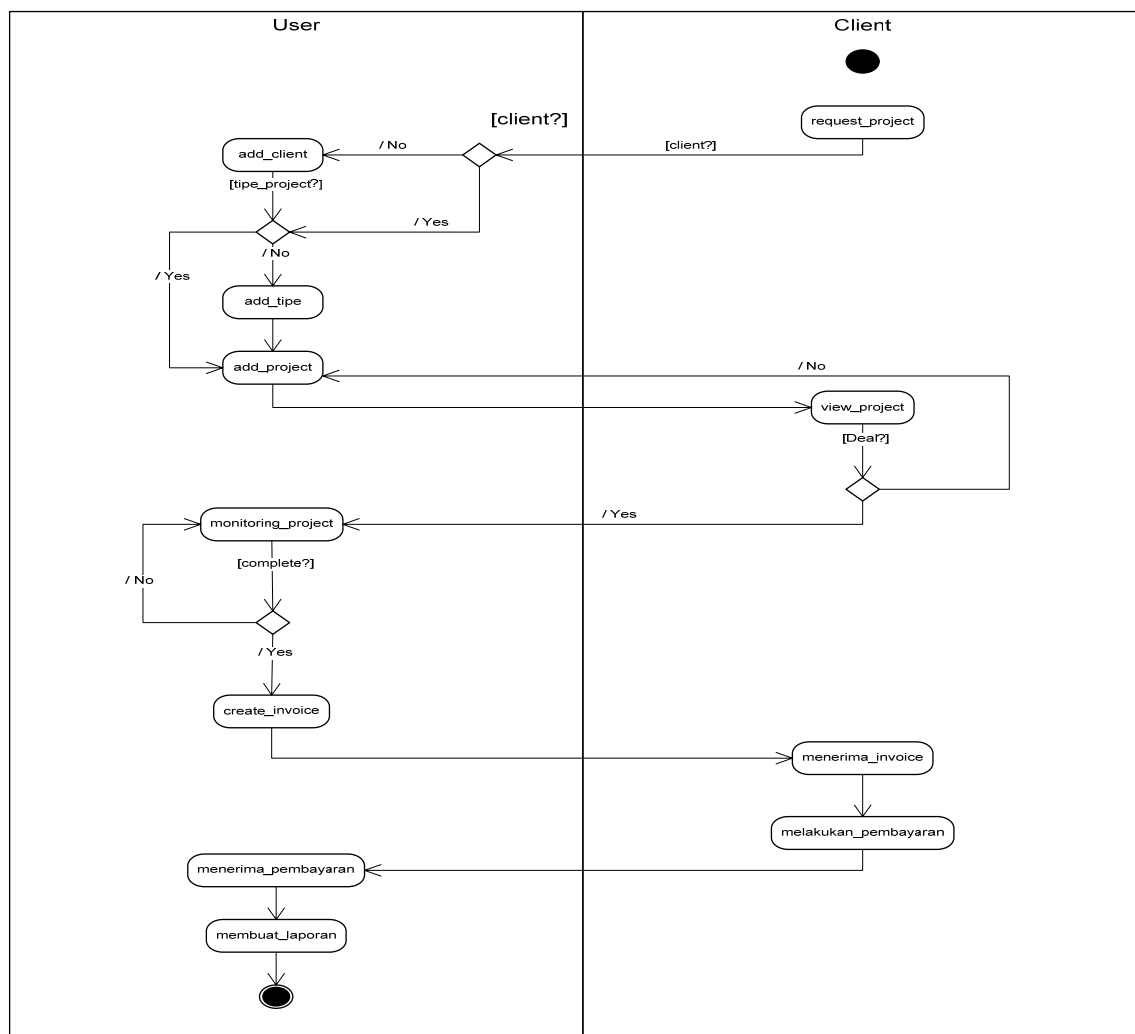 User
Client
request_project
[client?]
[client?]
/ No
add_client
[tipe_project?]
/ Yes
/ No
/ Yes
add_tipe
add_project
/ No
view_project
[Deal?]
/ Yes
monitoring_project
[complete?]
/ No
/ Yes
create_invoice
menerima_invoice
melakukan_pembayaran
menerima_pembayaran
membuat_laporan